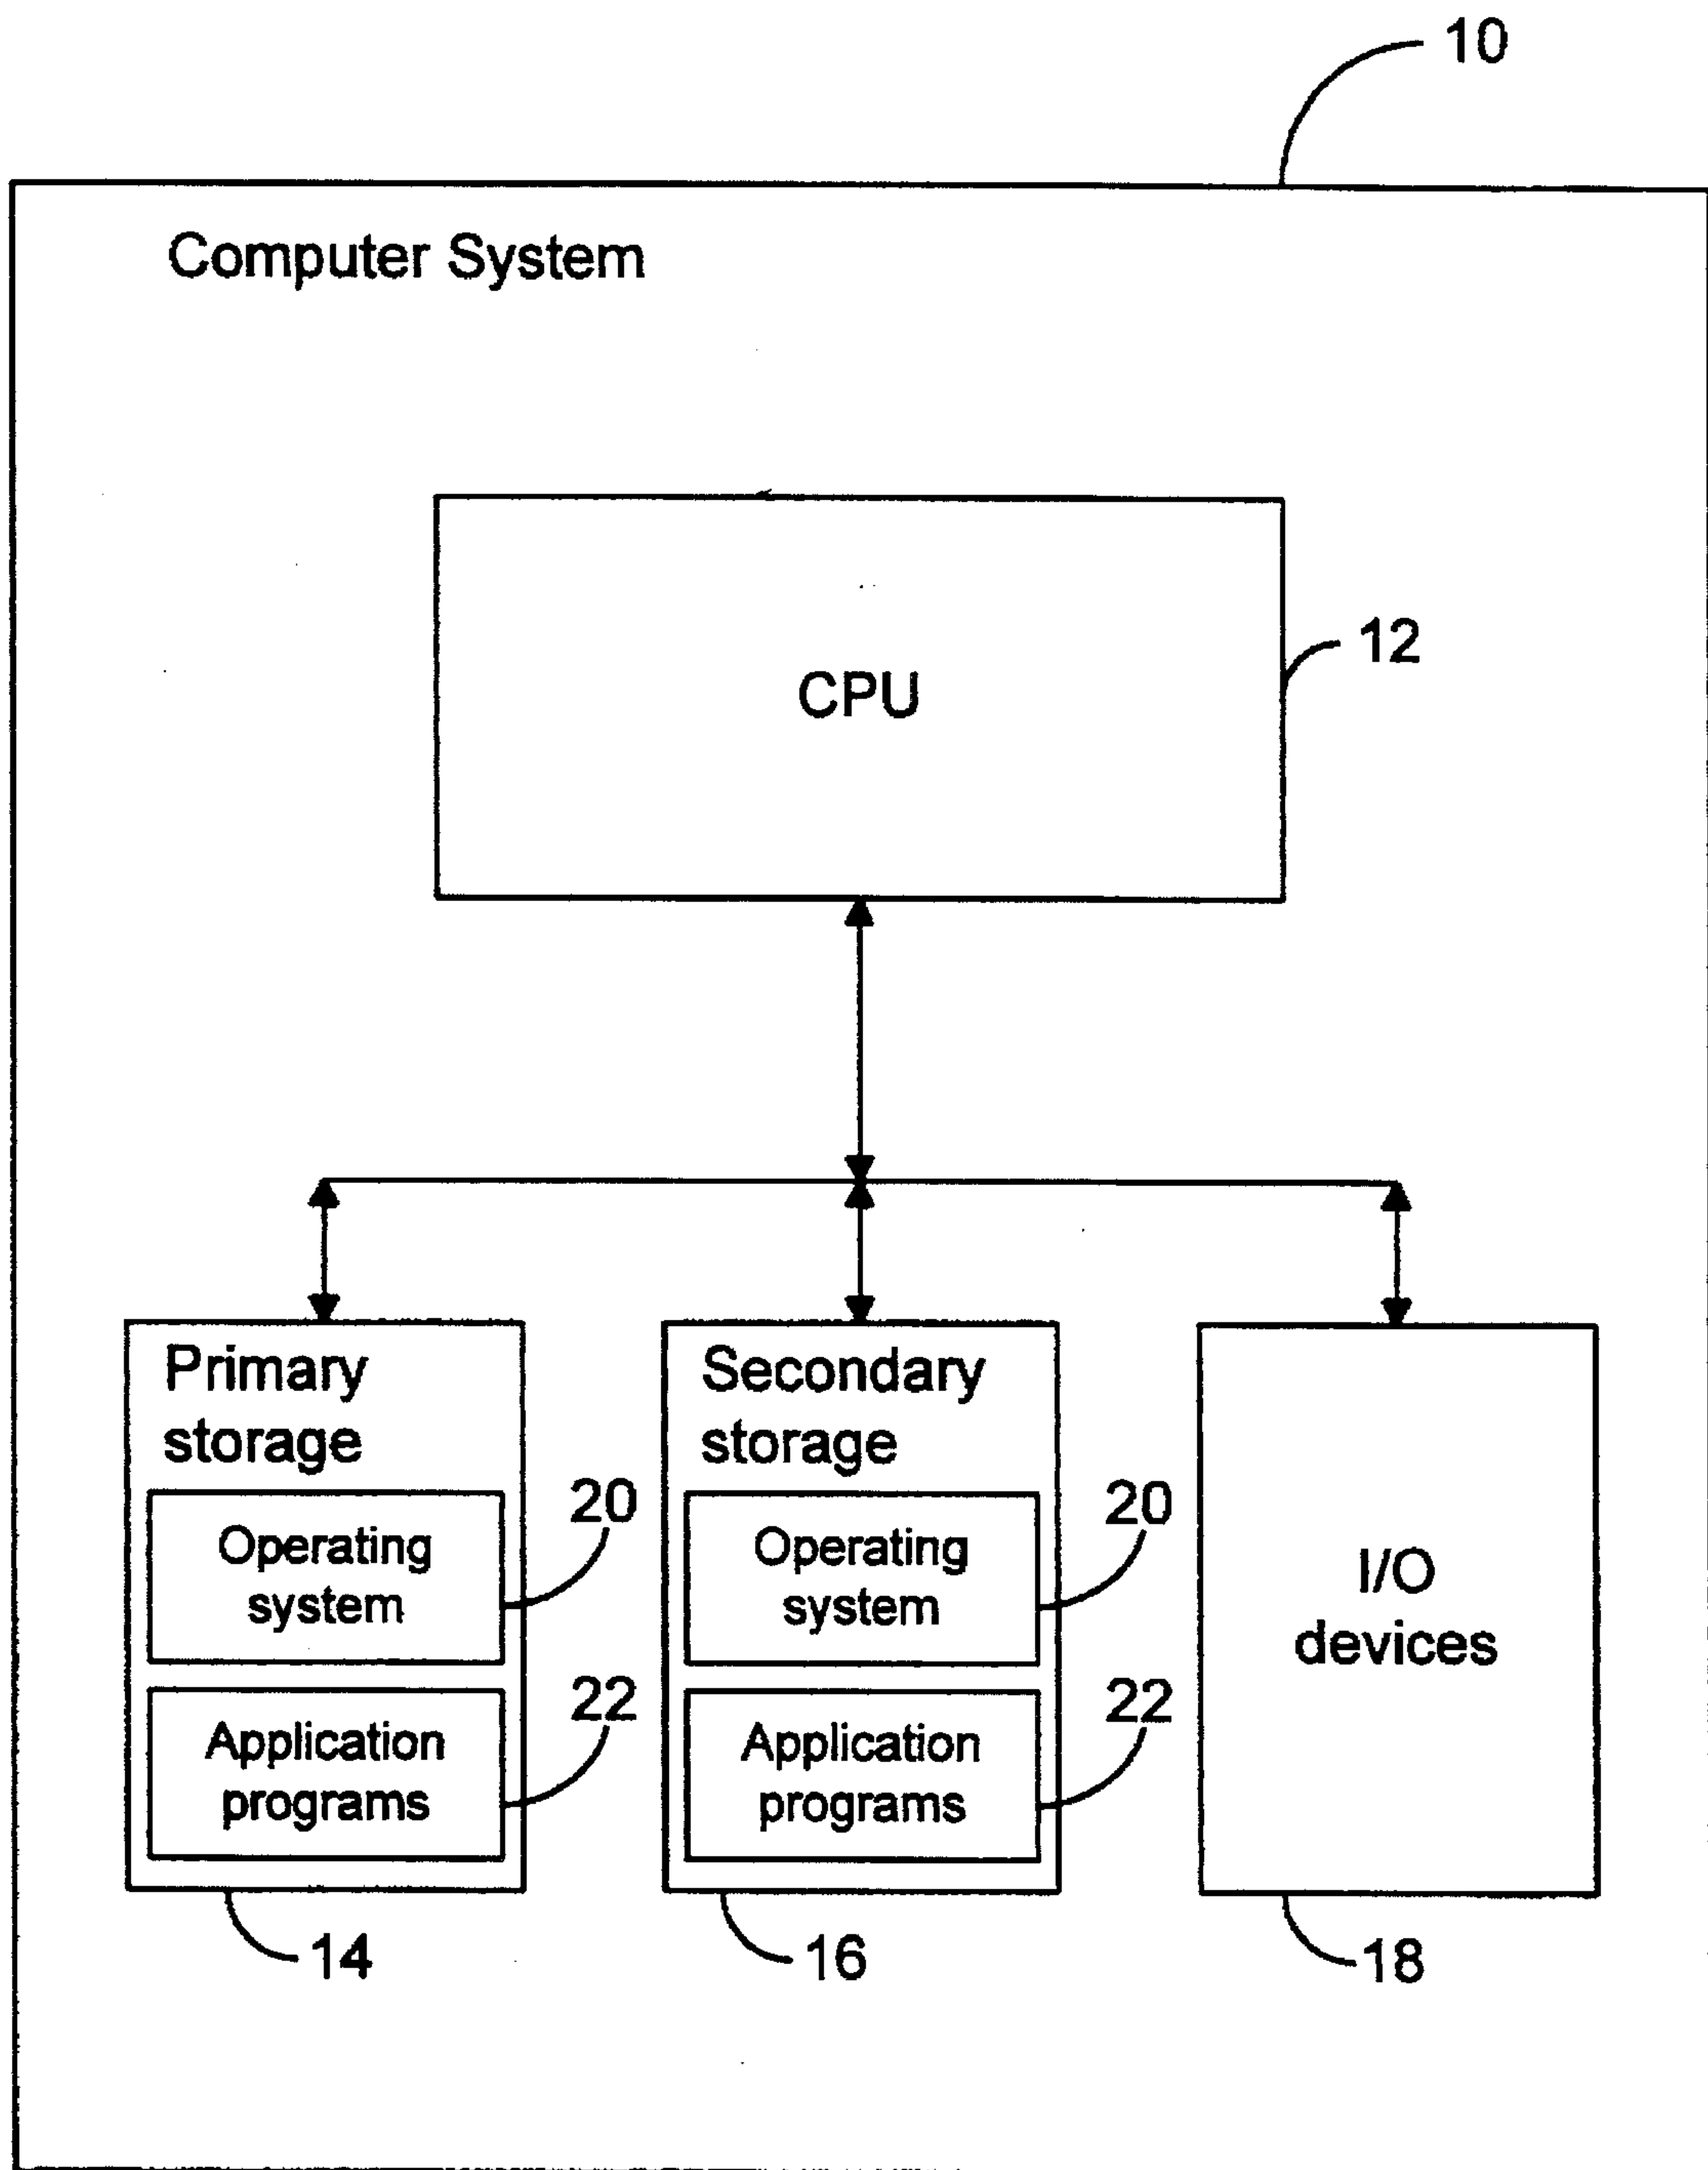 10
Computer System
CPU
12
Primary
storage
Operating
system
20
Application
programs
22
14
Secondary
storage
Operating
system
20
Application
programs
22
16
I/O
devices
18